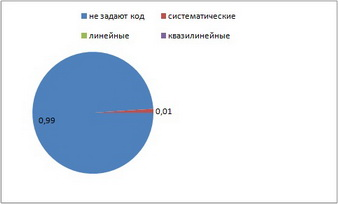 не задают код систематические
линейные квазилинейные
0,01
0,99